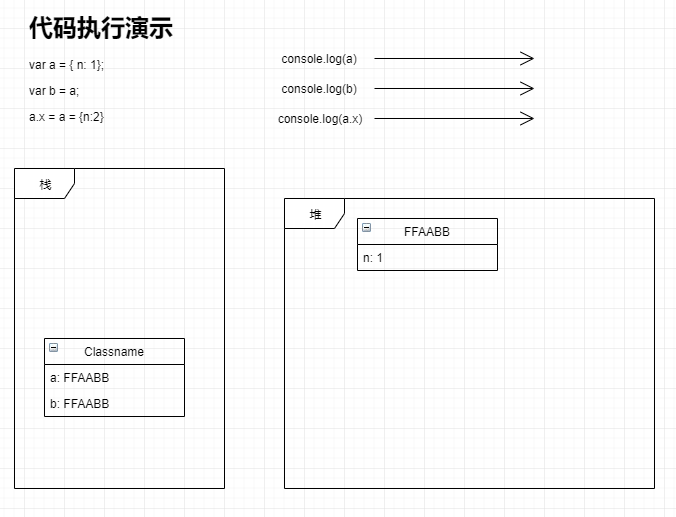 代码执行演示
var a = { n: 1};
var b = a;
a.x = a = {n:2}
console.log(a)
console.log(b)
console.log(a.x)
栈
Classname
a: FFAABB
b: FFAABB
堆
FFAABB
n: 1